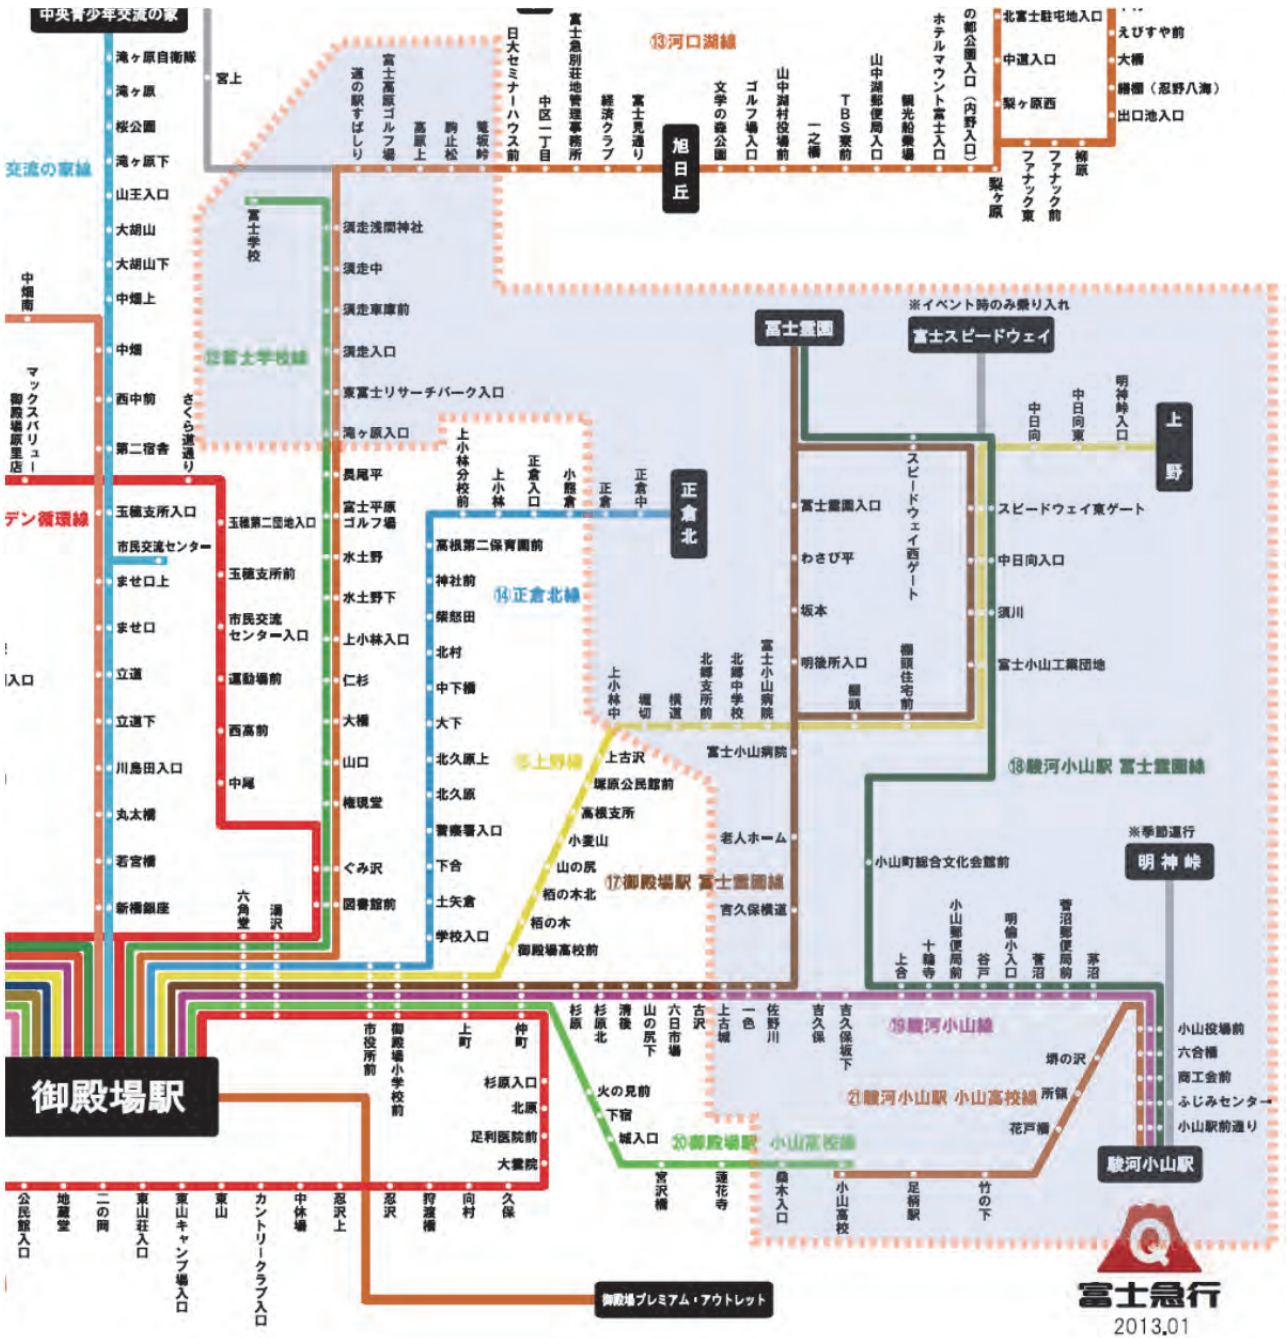 中央青少年交流の家
滝ヶ原自衛隊
滝ヶ原
桜公園
滝ヶ原下
交流の家線
山王入口
大胡山
大胡山下
中畑上
中畑南
中畑
西中前
第二宿舎
マックスバリュー
御殿場原里店
さくら道通り
デン循環線
玉穂支所入口
市民交流センター
ませ口上
ませ口
入口
立道
立道下
川島田入口
丸太橋
若宮橋
新橋銀座
玉穂第二団地入口
玉穂支所前
市民交流
センター入口
運動場前
西高前
中尾
六角堂
湯沢
宮上
富士学校
⑫富士学校線
道の駅すばしり
富士高原ゴルフ場
高原上
駒止松
篭坂峠
日大セミナーハウス前
中区一丁目
富士急別荘地管理事務所
経済クラブ
富士見通り
⑬河口湖線
旭日丘
文学の森公園
ゴルフ場入口
山中湖村役場前
一之橋
TBS寮前
山中湖郵便局入口
観光船乗場
ホテルマウント富士入口
の都公園入口(内野入口)
北富士駐屯地入口
中道入口
梨ヶ原西
梨ヶ原
ファナック東
ファナック前
柳原
えびすや前
大橋
膳棚(忍野八海)
出口池入口
須走浅間神社
須走中
須走車庫前
須走入口
東富士リサーチパーク入口
滝ヶ原入口
長尾平
富士平原
ゴルフ場
水土野
水土野下
上小林入口
仁杉
大橋
山口
権現堂
ぐみ沢
図書館前
上小林分校前
上小林
正倉入口
小熊倉
正倉
正倉中
正倉北
高根第二保育園前
神社前
柴怒田
北村
中下橋
大下
北久原上
北久原
警察署入口
下合
土矢倉
学校入口
⑭正倉北線
※イベント時のみ乗り入れ
富士霊園
富士スピードウェイ
中日向
中日向東
明神峠入口
上野
スピードウェイ西ゲート
スピードウェイ東ゲート
富士霊園入口
わさび平
坂本
明後所入口
中日向入口
須川
富士小山工業団地
上小林中
堀切
横道
北郷支所前
北郷中学校
富士小山病院
棚頭
棚頭住宅前
富士小山病院
老人ホーム
吉久保横道
⑮上野線
上古沢
塚原公民館前
高根支所
小麦山
山の尻
栢の木北
栢の木
御殿場高校前
⑰御殿場駅 富士霊園線
⑱駿河小山駅 富士霊園線
小山町総合文化会館前
※季節運行
明神峠
上合
十輪寺
小山郵便局前
谷戸
明倫小入口
菅沼
菅沼郵便局前
茅沼
御殿場駅
市役所前
御殿場小学校前
上町
仲町
杉原
杉原北
清後
山の尻下
六日市場
古沢
上古城
一色
佐野川
吉久保
吉久保坂下
⑲駿河小山線
小山役場前
六合橋
商工会前
ふじみセンター
小山駅前通り
駿河小山駅
杉原入口
北原
足利医院前
大雲院
火の見前
下宿
城入口
⑳御殿場駅 小山高校線
㉑駿河小山駅 小山高校線
堺の沢
所領
花戸橋
宮沢橋
蓮花寺
桑木入口
小山高校
足柄駅
竹の下
公民館入口
地蔵堂
二の岡
東山荘入口
東山キャンプ場入口
東山
カントリークラブ入口
中休場
忍沢上
忍沢
狩渡橋
向村
久保
御殿場プレミアム・アウトレット
富士急行
2013.01